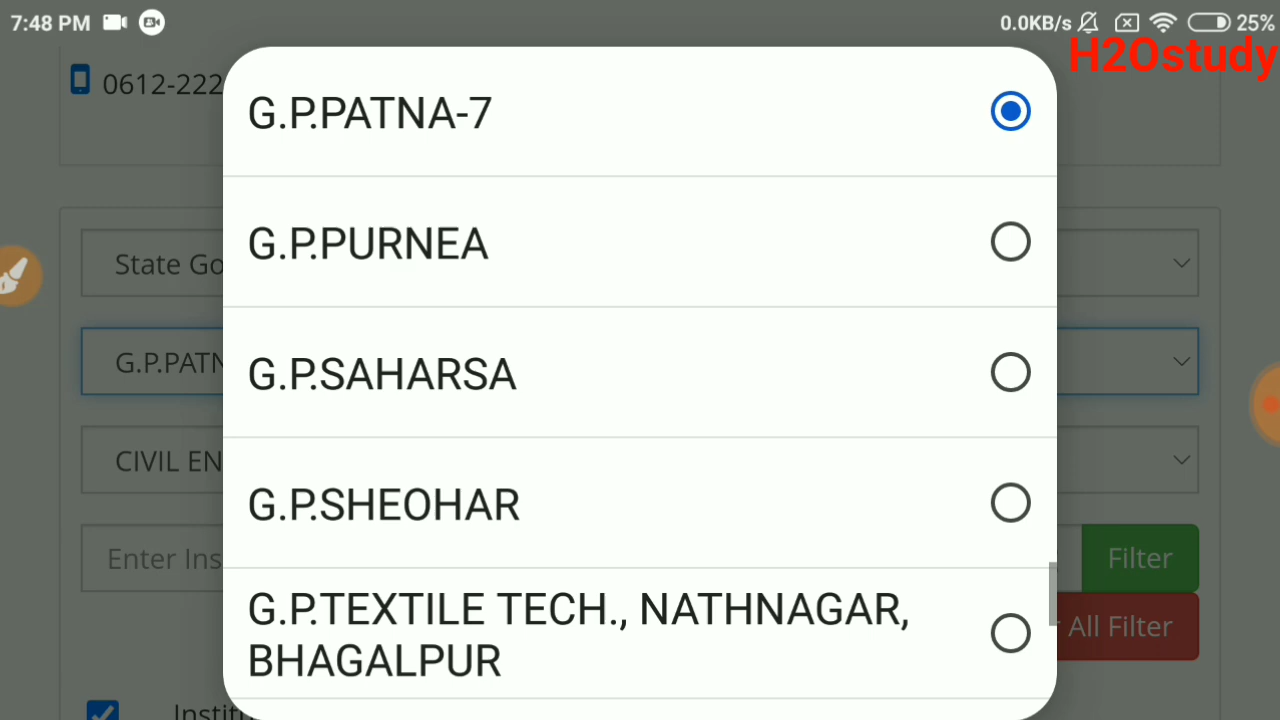 7:48 PM
0.0KB/s
25%
H2Ostudy
0612-222
G.P.PATNA-7
G.P.PURNEA
State Go
G.P.PATN
G.P.SAHARSA
CIVIL EN
G.P.SHEOHAR
Enter Ins
Filter
G.P.TEXTILE TECH., NATHNAGAR,
BHAGALPUR
All Filter